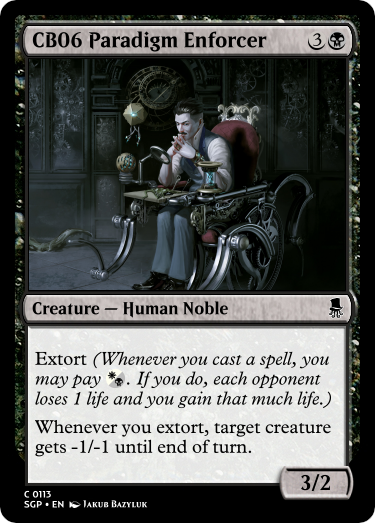 CB06 Paradigm Enforcer 3
Creature — Human Noble
Extort (Whenever you cast a spell, you
may pay . If you do, each opponent
loses 1 life and you gain that much life.)
Whenever you extort, target creature
gets -1/-1 until end of turn.
3/2
C 0113
SGP • EN Jakub Bazyluk